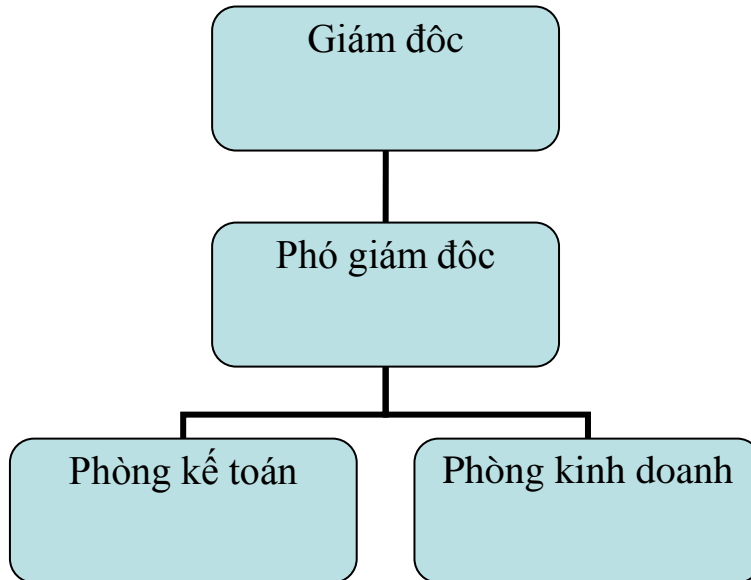 Giám đôc
Phó giám đôc
Phòng kế toán
Phòng kinh doanh